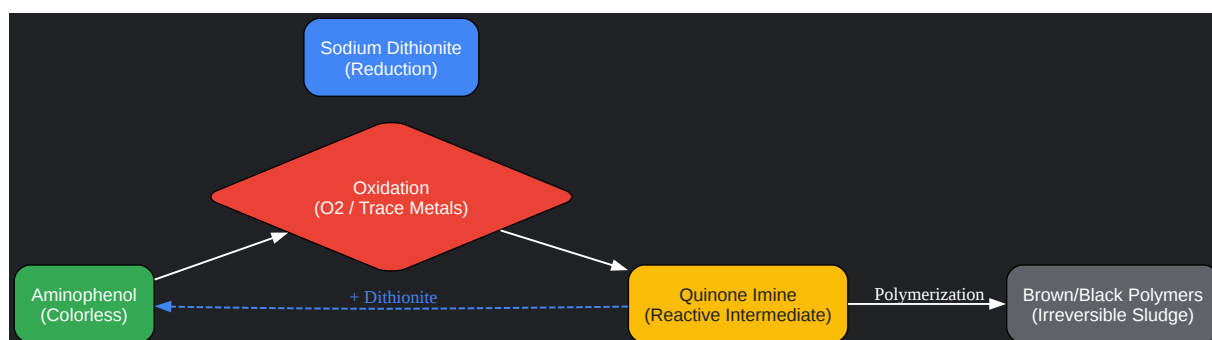 Sodium Dithionite
(Reduction)
Oxidation
(O2 / Trace Metals)
Aminophenol
(Colorless)
+ Dithionite
Quinone Imine
(Reactive Intermediate)
Polymerization
Brown/Black Polymers
(Irreversible Sludge)